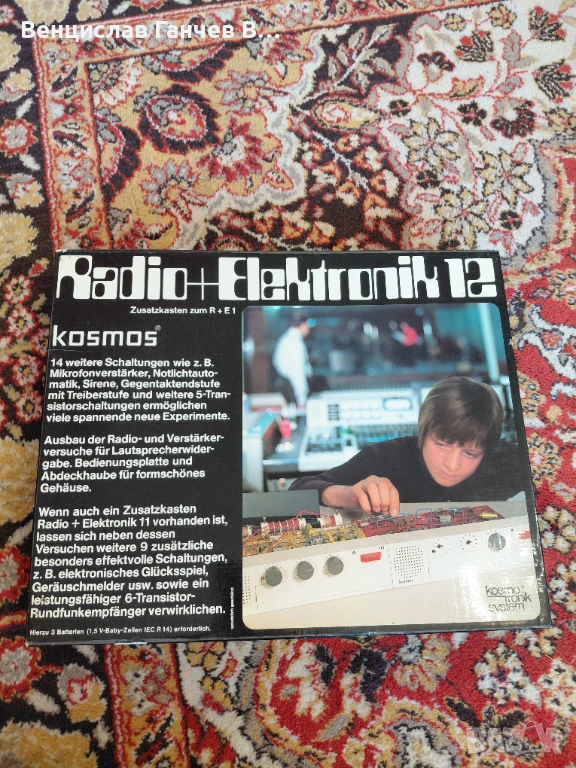 Венцислав Ганчев В...
Radio+Elektronik 12
Zusatzkasten zum R+E 1
kosmos®
14 weitere Schaltungen wie z. B.
Mikrofonverstärker, Notlichtauto-
matik, Sirene, Gegentaktendstufe
mit Treiberstufe und weitere 5-Tran-
sistorschaltungen ermöglichen
viele spannende neue Experimente.
Ausbau der Radio- und Verstärker-
versuche für Lautsprecherwider-
gabe. Bedienungsplatte und
Abdeckhaube für formschönes
Gehäuse.
Wenn auch ein Zusatzkasten
Radio + Elektronik 11 vorhanden ist,
lassen sich neben dessen
Versuchen weitere 9 zusätzliche
besonders effektvolle Schaltungen,
z. B. elektronisches Glücksspiel,
Geräuschmelder usw. sowie ein
leistungsfähiger 6-Transistor-
Rundfunkempfänger verwirklichen.
Hierzu 3 Batterien (1,5 V-Baby-Zellen IEC R 14) erforderlich.
kosmo
tronik
system